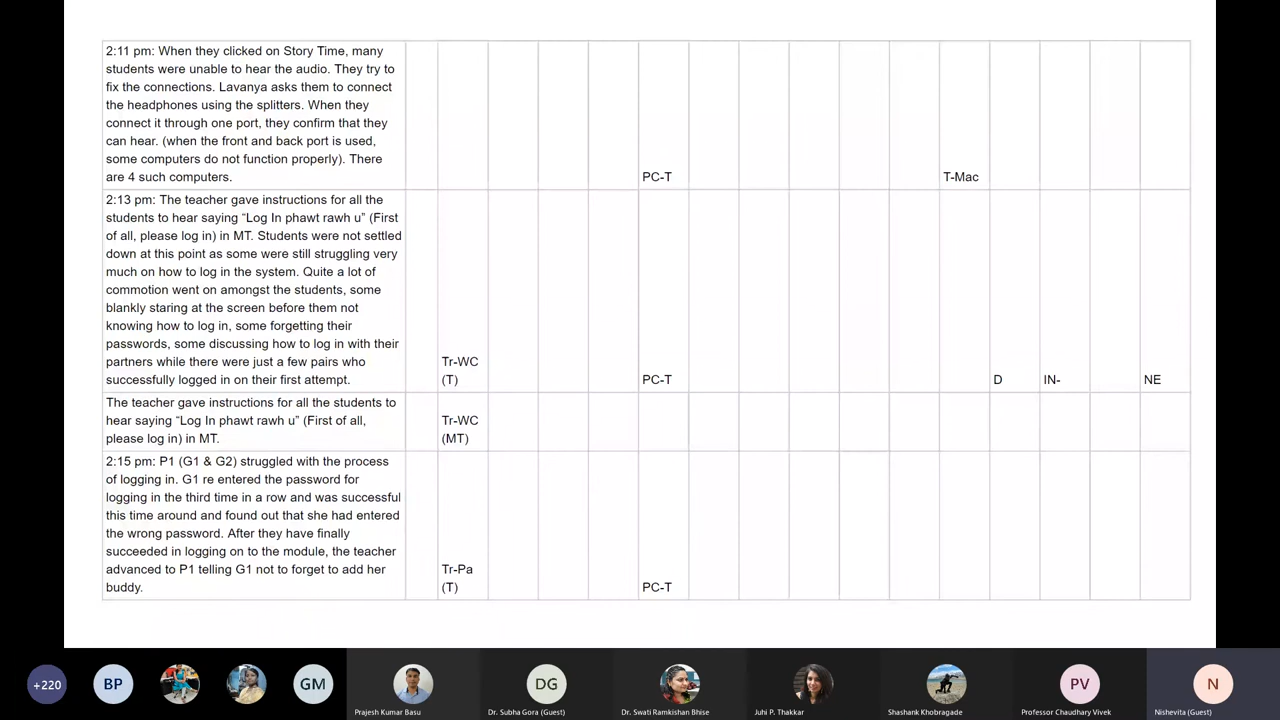 2:11 pm: When they clicked on Story Time, many
students were unable to hear the audio. They try to
fix the connections. Lavanya asks them to connect
the headphones using the splitters. When they
connect it through one port, they confirm that they
can hear. (when the front and back port is used,
some computers do not function properly). There
are 4 such computers.
PC-T
T-Mac
2:13 pm: The teacher gave instructions for all the
students to hear saying “Log In phawt rawh u” (First
of all, please log in) in MT. Students were not settled
down at this point as some were still struggling very
much on how to log in the system. Quite a lot of
commotion went on amongst the students, some
blankly staring at the screen before them not
knowing how to log in, some forgetting their
passwords, some discussing how to log in with their
partners while there were just a few pairs who
successfully logged in on their first attempt.
Tr-WC
(T)
PC-T
D
IN-
NE
The teacher gave instructions for all the students to
hear saying “Log In phawt rawh u” (First of all,
please log in) in MT.
Tr-WC
(MT)
2:15 pm: P1 (G1 & G2) struggled with the process
of logging in. G1 re entered the password for
logging in the third time in a row and was successful
this time around and found out that she had entered
the wrong password. After they have finally
succeeded in logging on to the module, the teacher
advanced to P1 telling G1 not to forget to add her
buddy.
Tr-Pa
(T)
PC-T
+220
BP
GM
DG
PV
N
Prajesh Kumar Basu
Dr. Subha Gora (Guest)
Dr. Swati Ramkishan Bhise
Juhi P. Thakkar
Shashank Khobragade
Professor Chaudhary Vivek
Nishevita (Guest)